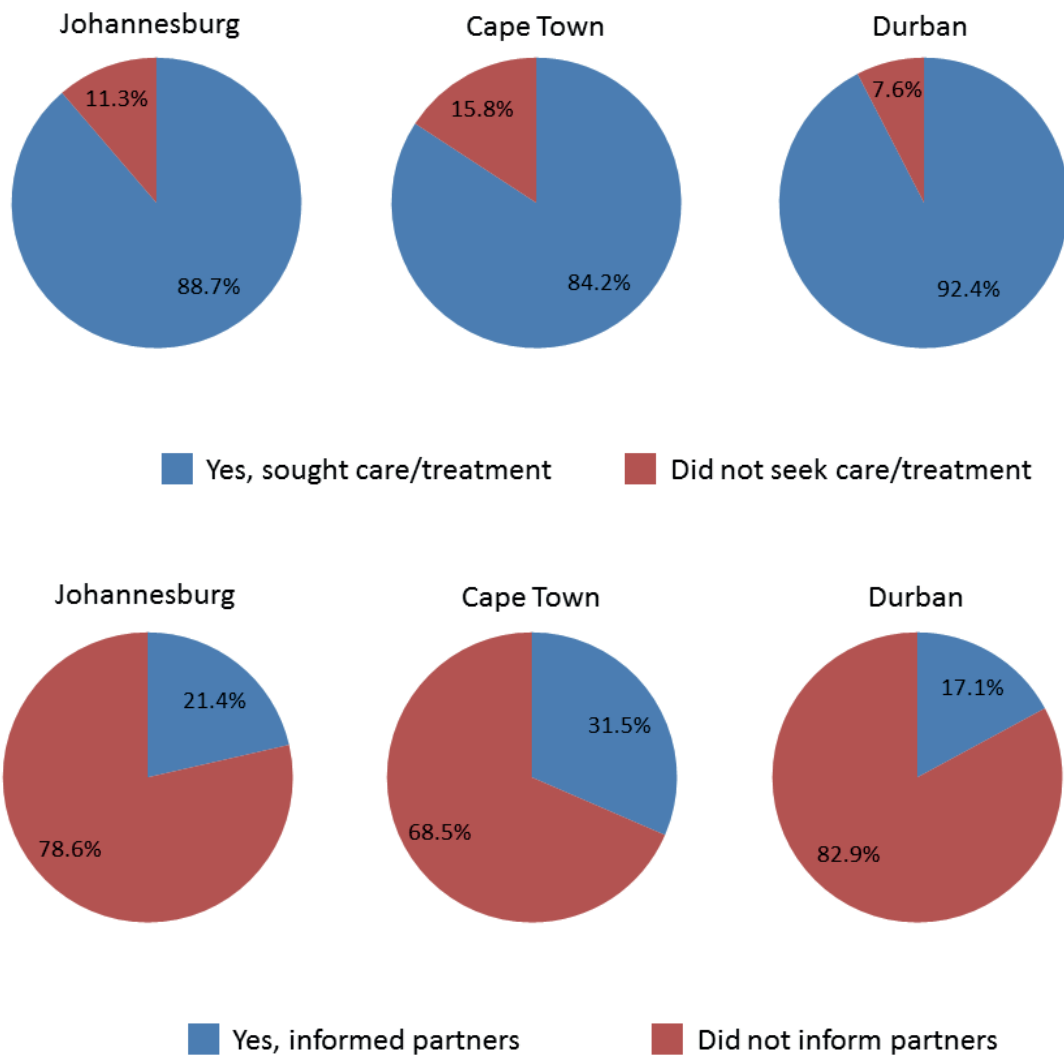 Johannesburg
Cape Town
Durban
11.3%
88.7%
15.8%
84.2%
7.6%
92.4%
Yes, sought care/treatment
Did not seek care/treatment
Johannesburg
Cape Town
Durban
21.4%
78.6%
31.5%
68.5%
17.1%
82.9%
Yes, informed partners
Did not inform partners